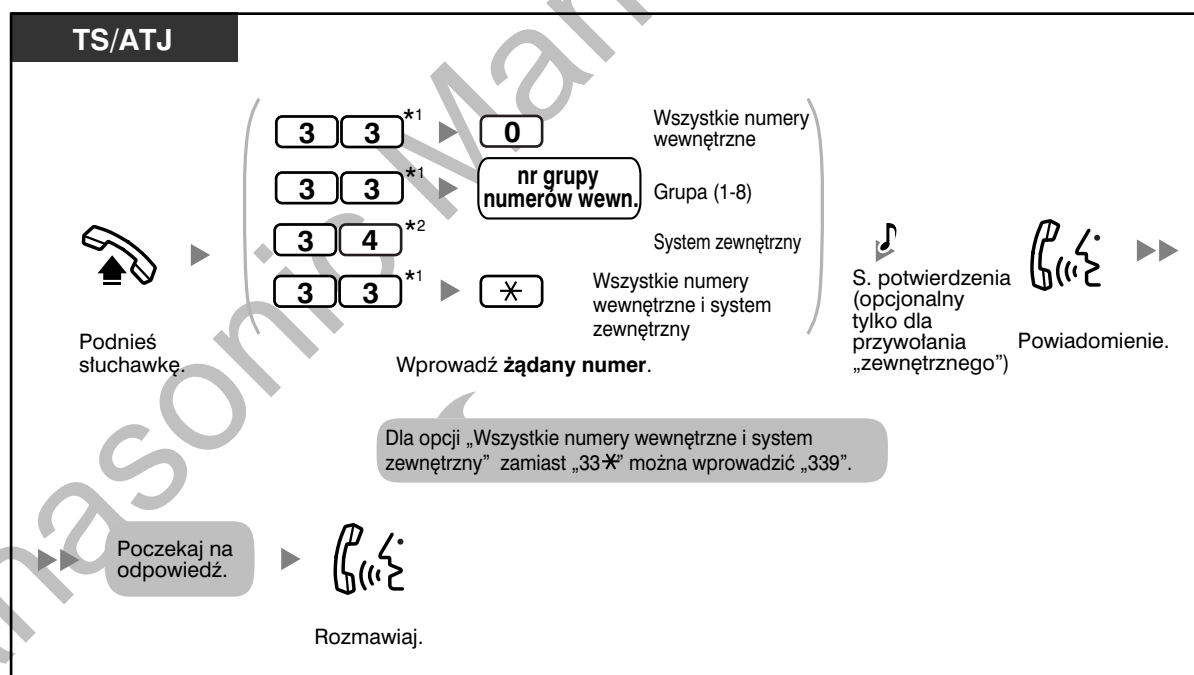 TS/ATJ
3 3 *1 0 Wszystkie numery
wewnętrzne
3 3 *1 nr grupy
numerów wewn. Grupa (1-8)
3 4 *2 System zewnętrzny
3 3 *1 * Wszystkie numery
wewnętrzne i system
zewnętrzny
Podnieś
słuchawkę.
Wprowadź żądany numer.
S. potwierdzenia
(opcjonalny
tylko dla
przywołania
„zewnętrznego”)
Powiadomienie.
Dla opcji „Wszystkie numery wewnętrzne i system
zewnętrzny” zamiast „33*” można wprowadzić „339”.
Poczekaj na
odpowiedź.
Rozmawiaj.